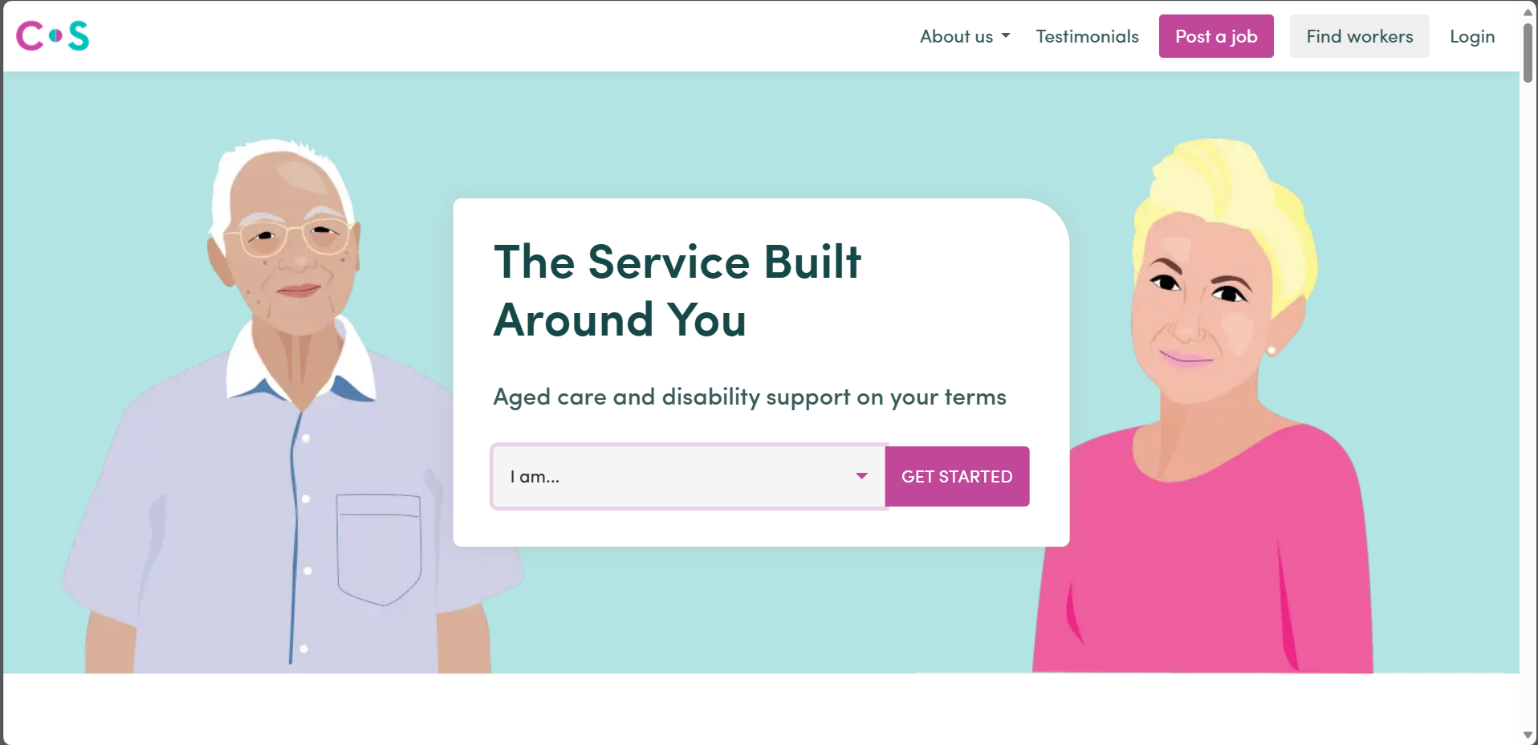 C●S
About us
Testimonials
Post a job
Find workers
Login
The Service Built
Around You
Aged care and disability support on your terms
I am...
GET STARTED